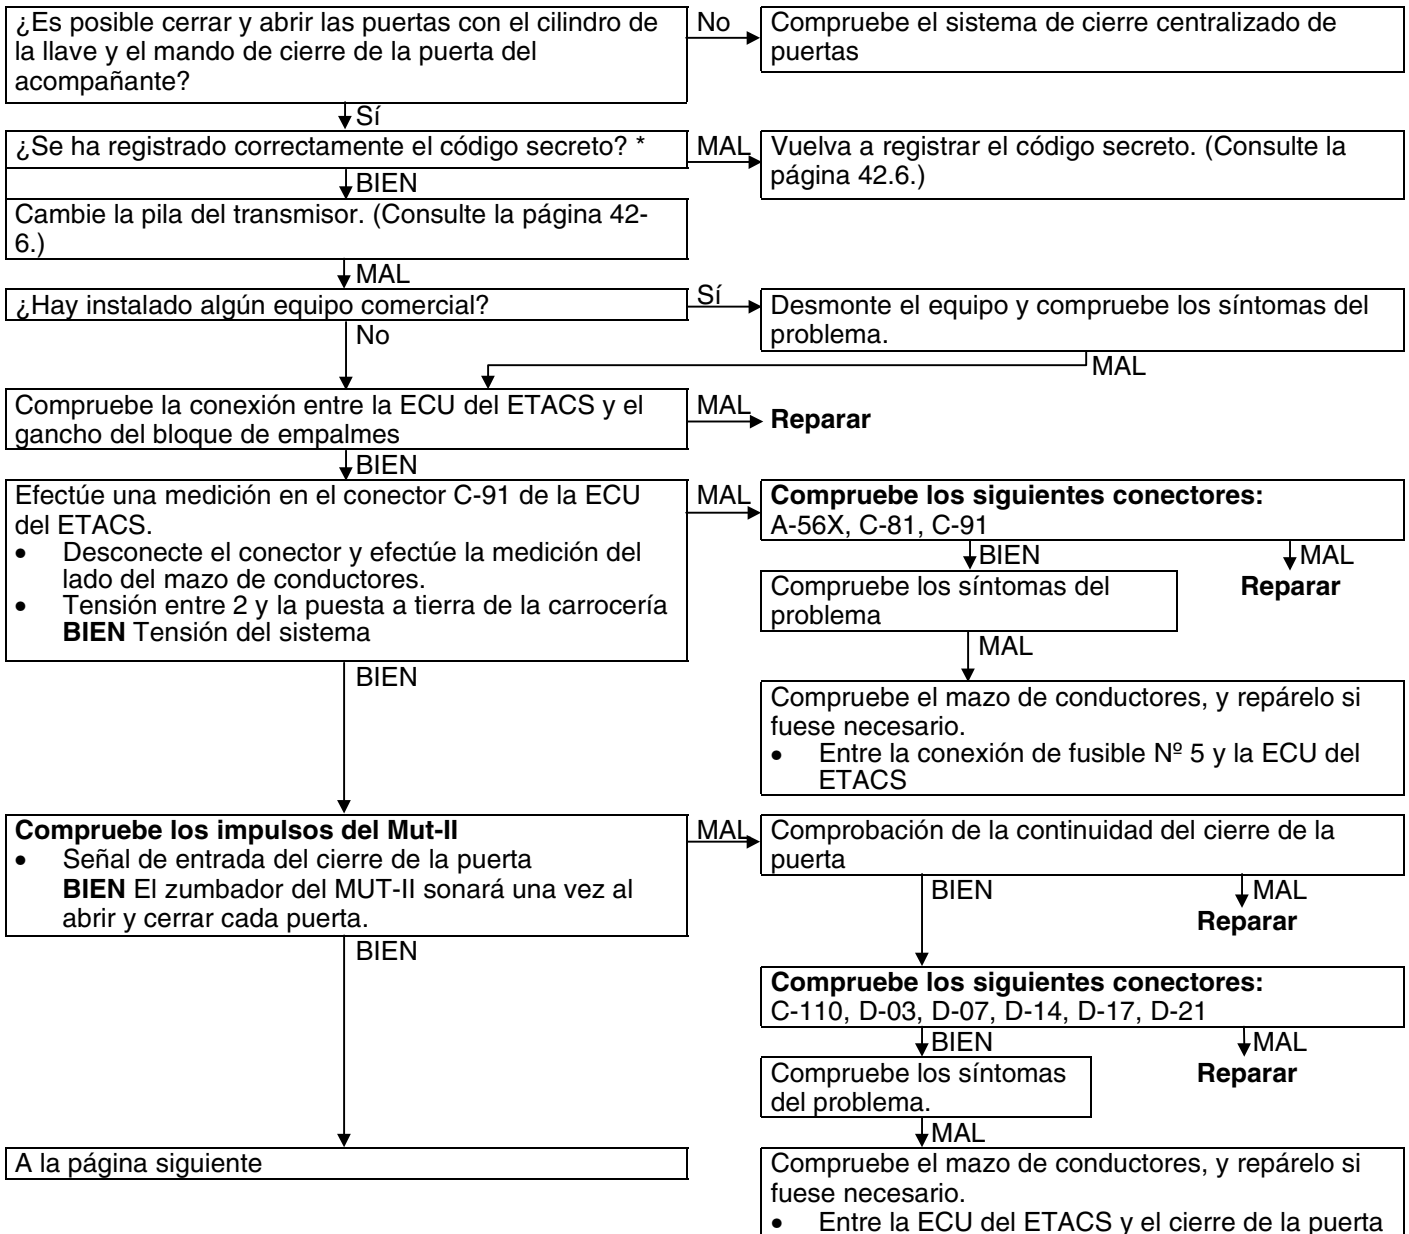 ¿Es posible cerrar y abrir las puertas con el cilindro de
la llave y el mando de cierre de la puerta del
acompañante?
No
Compruebe el sistema de cierre centralizado de
puertas
Sí
¿Se ha registrado correctamente el código secreto? *
MAL
Vuelva a registrar el código secreto. (Consulte la
página 42.6.)
BIEN
Cambie la pila del transmisor. (Consulte la página 42-
6.)
MAL
¿Hay instalado algún equipo comercial?
Sí
Desmonte el equipo y compruebe los síntomas del
problema.
No
MAL
Compruebe la conexión entre la ECU del ETACS y el
gancho del bloque de empalmes
MAL
Reparar
BIEN
Efectúe una medición en el conector C-91 de la ECU
del ETACS.
• Desconecte el conector y efectúe la medición del
lado del mazo de conductores.
• Tensión entre 2 y la puesta a tierra de la carrocería
BIEN Tensión del sistema
MAL
Compruebe los siguientes conectores:
A-56X, C-81, C-91
BIEN
MAL
Compruebe los síntomas del
problema
Reparar
MAL
BIEN
Compruebe el mazo de conductores, y repárelo si
fuese necesario.
• Entre la conexión de fusible Nº 5 y la ECU del
ETACS
Compruebe los impulsos del Mut-II
• Señal de entrada del cierre de la puerta
BIEN El zumbador del MUT-II sonará una vez al
abrir y cerrar cada puerta.
MAL
Comprobación de la continuidad del cierre de la
puerta
BIEN
MAL
Reparar
BIEN
Compruebe los siguientes conectores:
C-110, D-03, D-07, D-14, D-17, D-21
BIEN
MAL
Compruebe los síntomas
del problema.
Reparar
MAL
A la página siguiente
Compruebe el mazo de conductores, y repárelo si
fuese necesario.
• Entre la ECU del ETACS y el cierre de la puerta